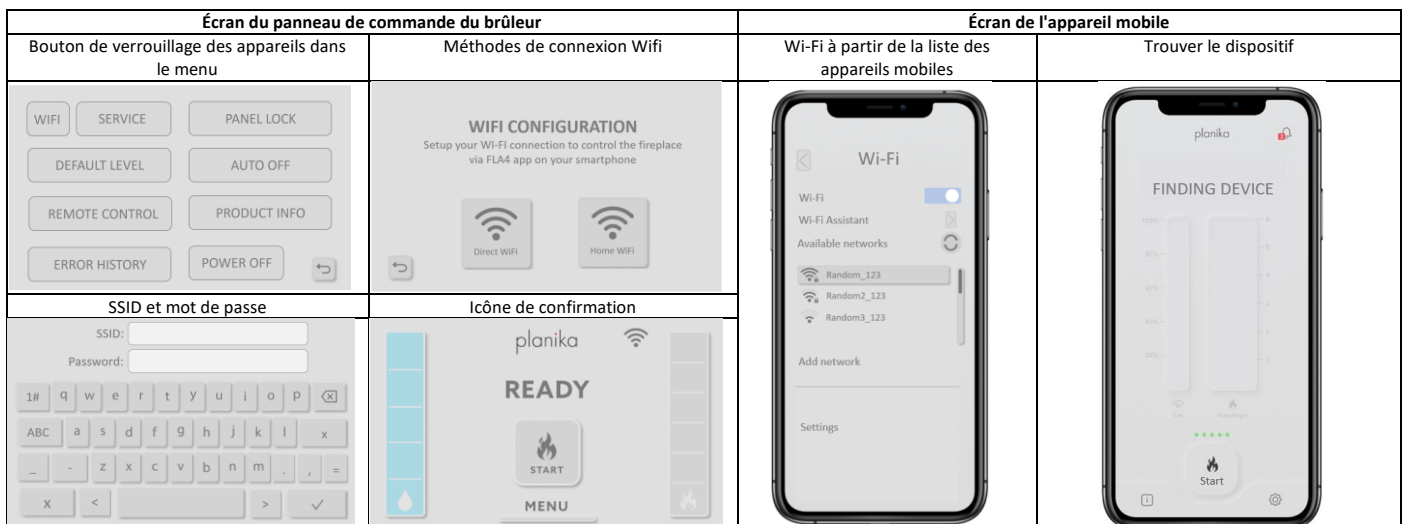 Écran du panneau de commande du brûleur
Écran de l'appareil mobile
Bouton de verrouillage des appareils dans
le menu
Méthodes de connexion Wifi
Wi-Fi à partir de la liste des
appareils mobiles
Trouver le dispositif
WIFI
SERVICE
PANEL LOCK
DEFAULT LEVEL
AUTO OFF
REMOTE CONTROL
PRODUCT INFO
ERROR HISTORY
POWER OFF
WIFI CONFIGURATION
Setup your WI-FI connection to control the fireplace
via FLA4 app on your smartphone
Direct WiFi
Home WiFi
SSID et mot de passe
Icône de confirmation
SSID:
Password:
1# q w e r t y u i o p
ABC a s d f g h j k l x
_ - z x c v b n m . , =
x < >
planika
READY
START
MENU
Wi-Fi
Wi-Fi
Wi-Fi Assistant
Available networks
Random_123
Random2_123
Random3_123
Add network
Settings
planika
FINDING DEVICE
Start